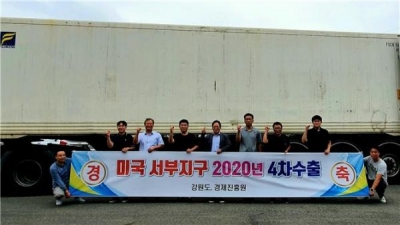 경 미국 서부지구 2020년 4차수출 축
강원도, 경제진흥원